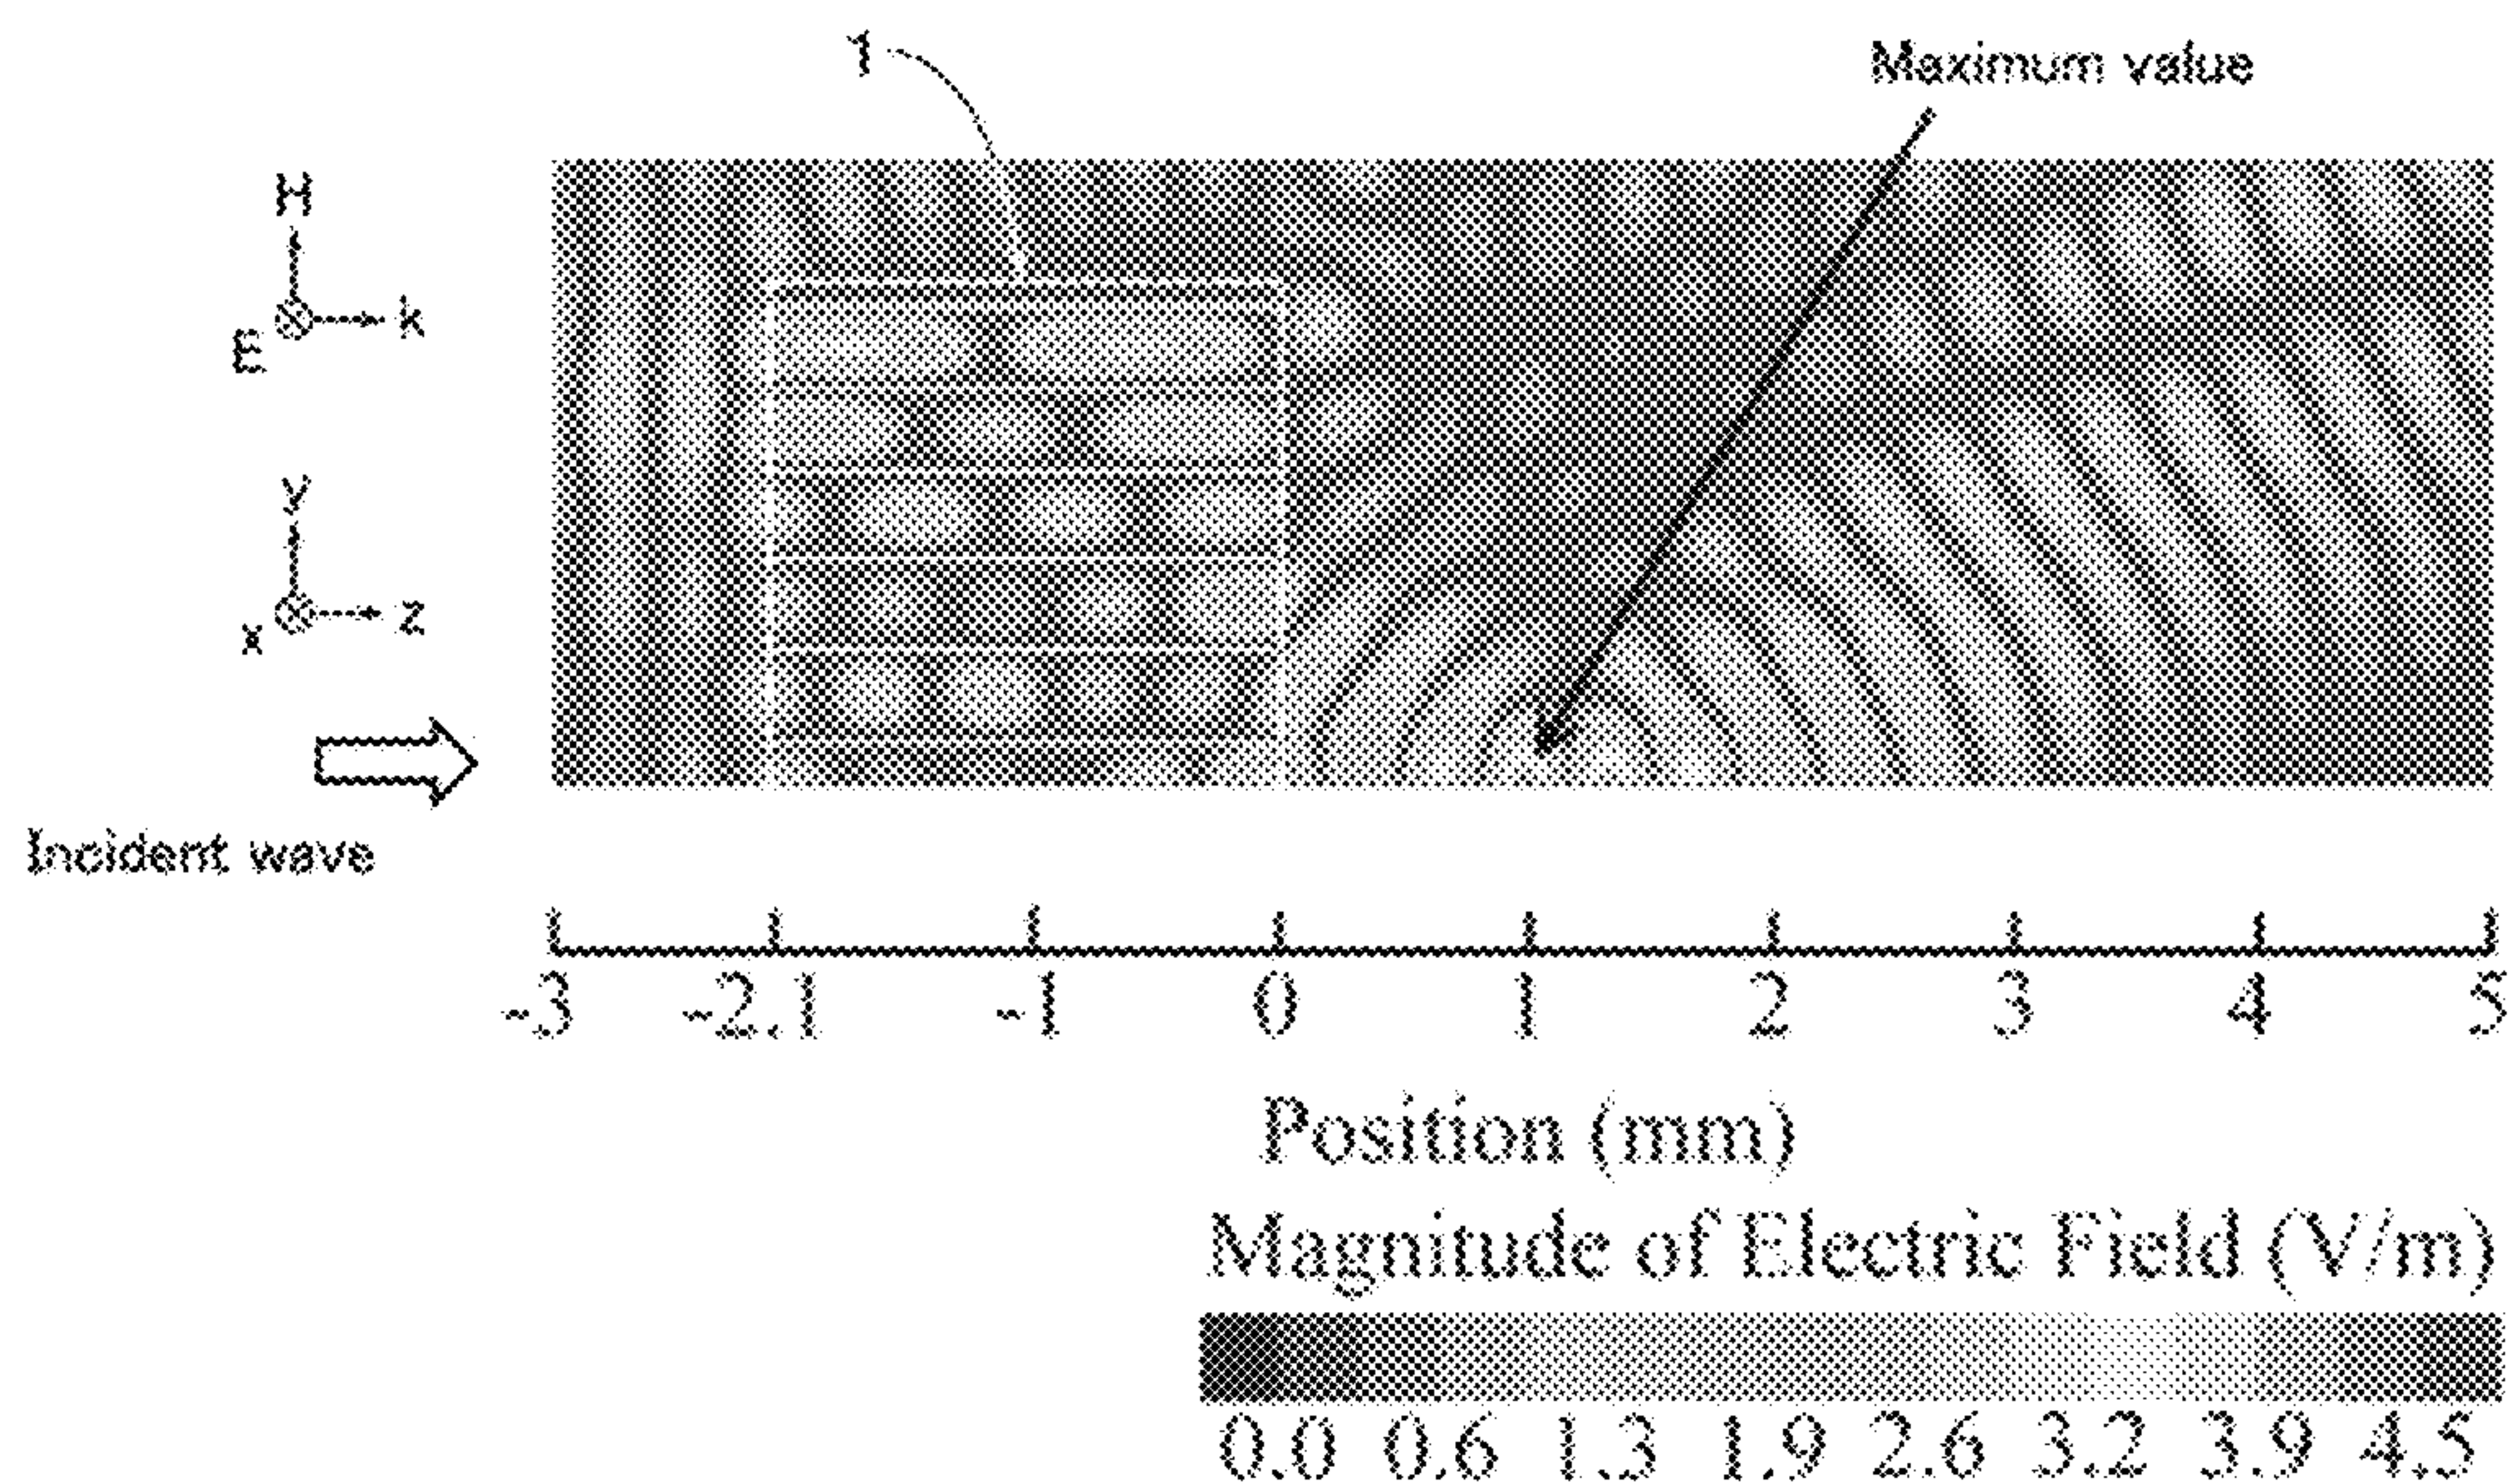 1
Maximum value
H
E
k
y
x
z
Incident wave
-3 -2.1 -1 0 1 2 3 4 5
Position (mm)
Magnitude of Electric Field (V/m)
0.0 0.6 1.3 1.9 2.6 3.2 3.9 4.5